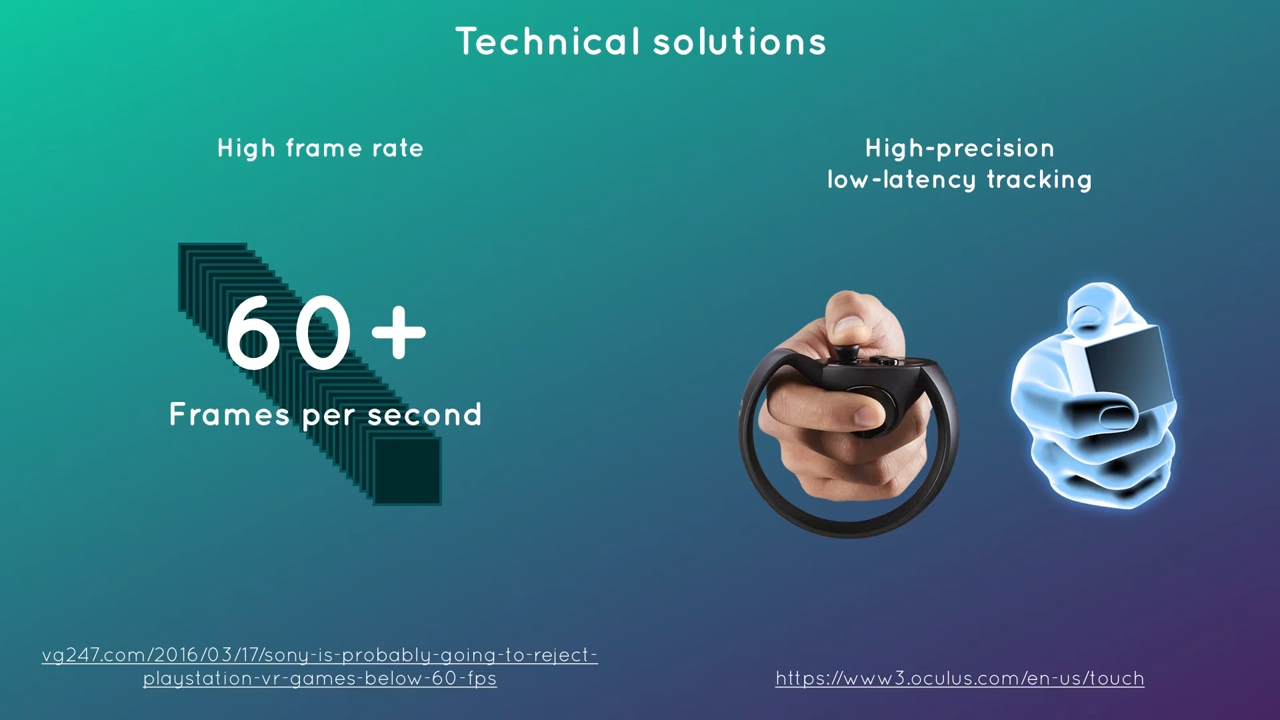 Technical solutions
High frame rate
60+
Frames per second
vg247.com/2016/03/17/sony-is-probably-going-to-reject-
playstation-vr-games-below-60-fps
High-precision
low-latency tracking
https://www3.oculus.com/en-us/touch